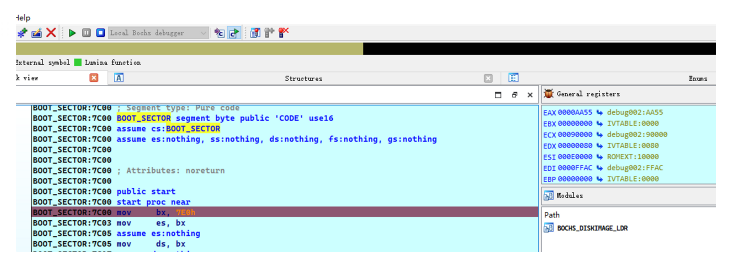 Help
Local Bochs debugger
External symbol Lumina function
k view
Structures
Enums
General registers
BOOT_SECTOR:7C00 ; Segment type: Pure code
BOOT_SECTOR:7C00 BOOT_SECTOR segment byte public 'CODE' use16
BOOT_SECTOR:7C00 assume cs:BOOT_SECTOR
BOOT_SECTOR:7C00 assume es:nothing, ss:nothing, ds:nothing, fs:nothing, gs:nothing
BOOT_SECTOR:7C00
BOOT_SECTOR:7C00
BOOT_SECTOR:7C00 ; Attributes: noreturn
BOOT_SECTOR:7C00
BOOT_SECTOR:7C00 public start
BOOT_SECTOR:7C00 start proc near
BOOT_SECTOR:7C00 mov bx, 7E0h
BOOT_SECTOR:7C03 mov es, bx
BOOT_SECTOR:7C05 assume es:nothing
BOOT_SECTOR:7C05 mov ds, bx
EAX 0000AA55 debug002:AA55
EBX 00000000 IVTABLE:0000
ECX 00090000 debug002:90000
EDX 00000080 IVTABLE:0080
ESI 000E0000 ROMEXT:10000
EDI 0000FFAC debug002:FFAC
EBP 00000000 IVTABLE:0000
Modules
Path
BOCHS_DISKIMAGE_LDR